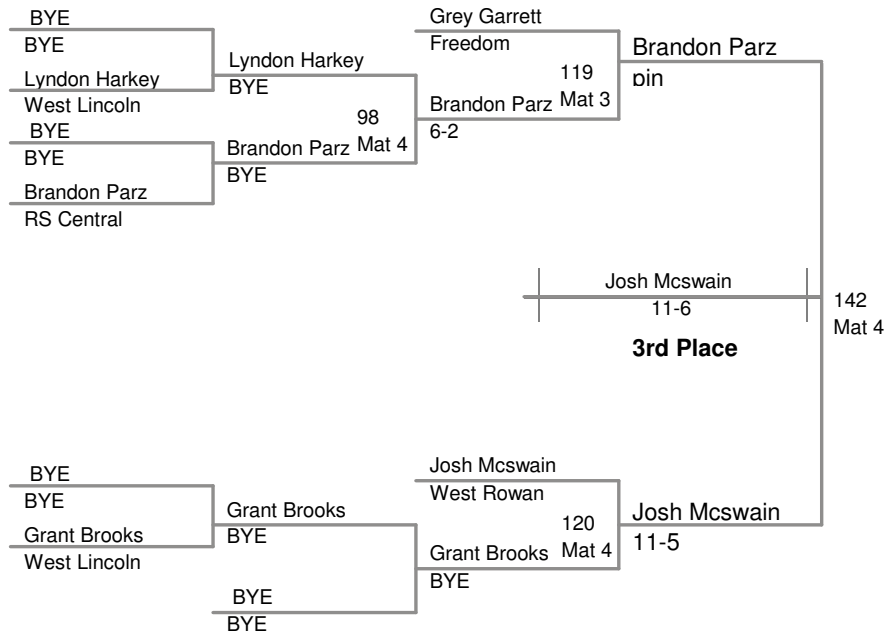 BYE
BYE
Lyndon Harkey
West Lincoln
BYE
BYE
Brandon Parz
RS Central
Lyndon Harkey
BYE
98
Mat 4
Brandon Parz
BYE
Grey Garrett
Freedom
119
Mat 3
Brandon Parz
6-2
Brandon Parz
pin
Josh Mcswain
11-6
3rd Place
142
Mat 4
BYE
BYE
Grant Brooks
West Lincoln
Grant Brooks
BYE
BYE
BYE
Josh Mcswain
West Rowan
120
Mat 4
Grant Brooks
BYE
Josh Mcswain
11-5